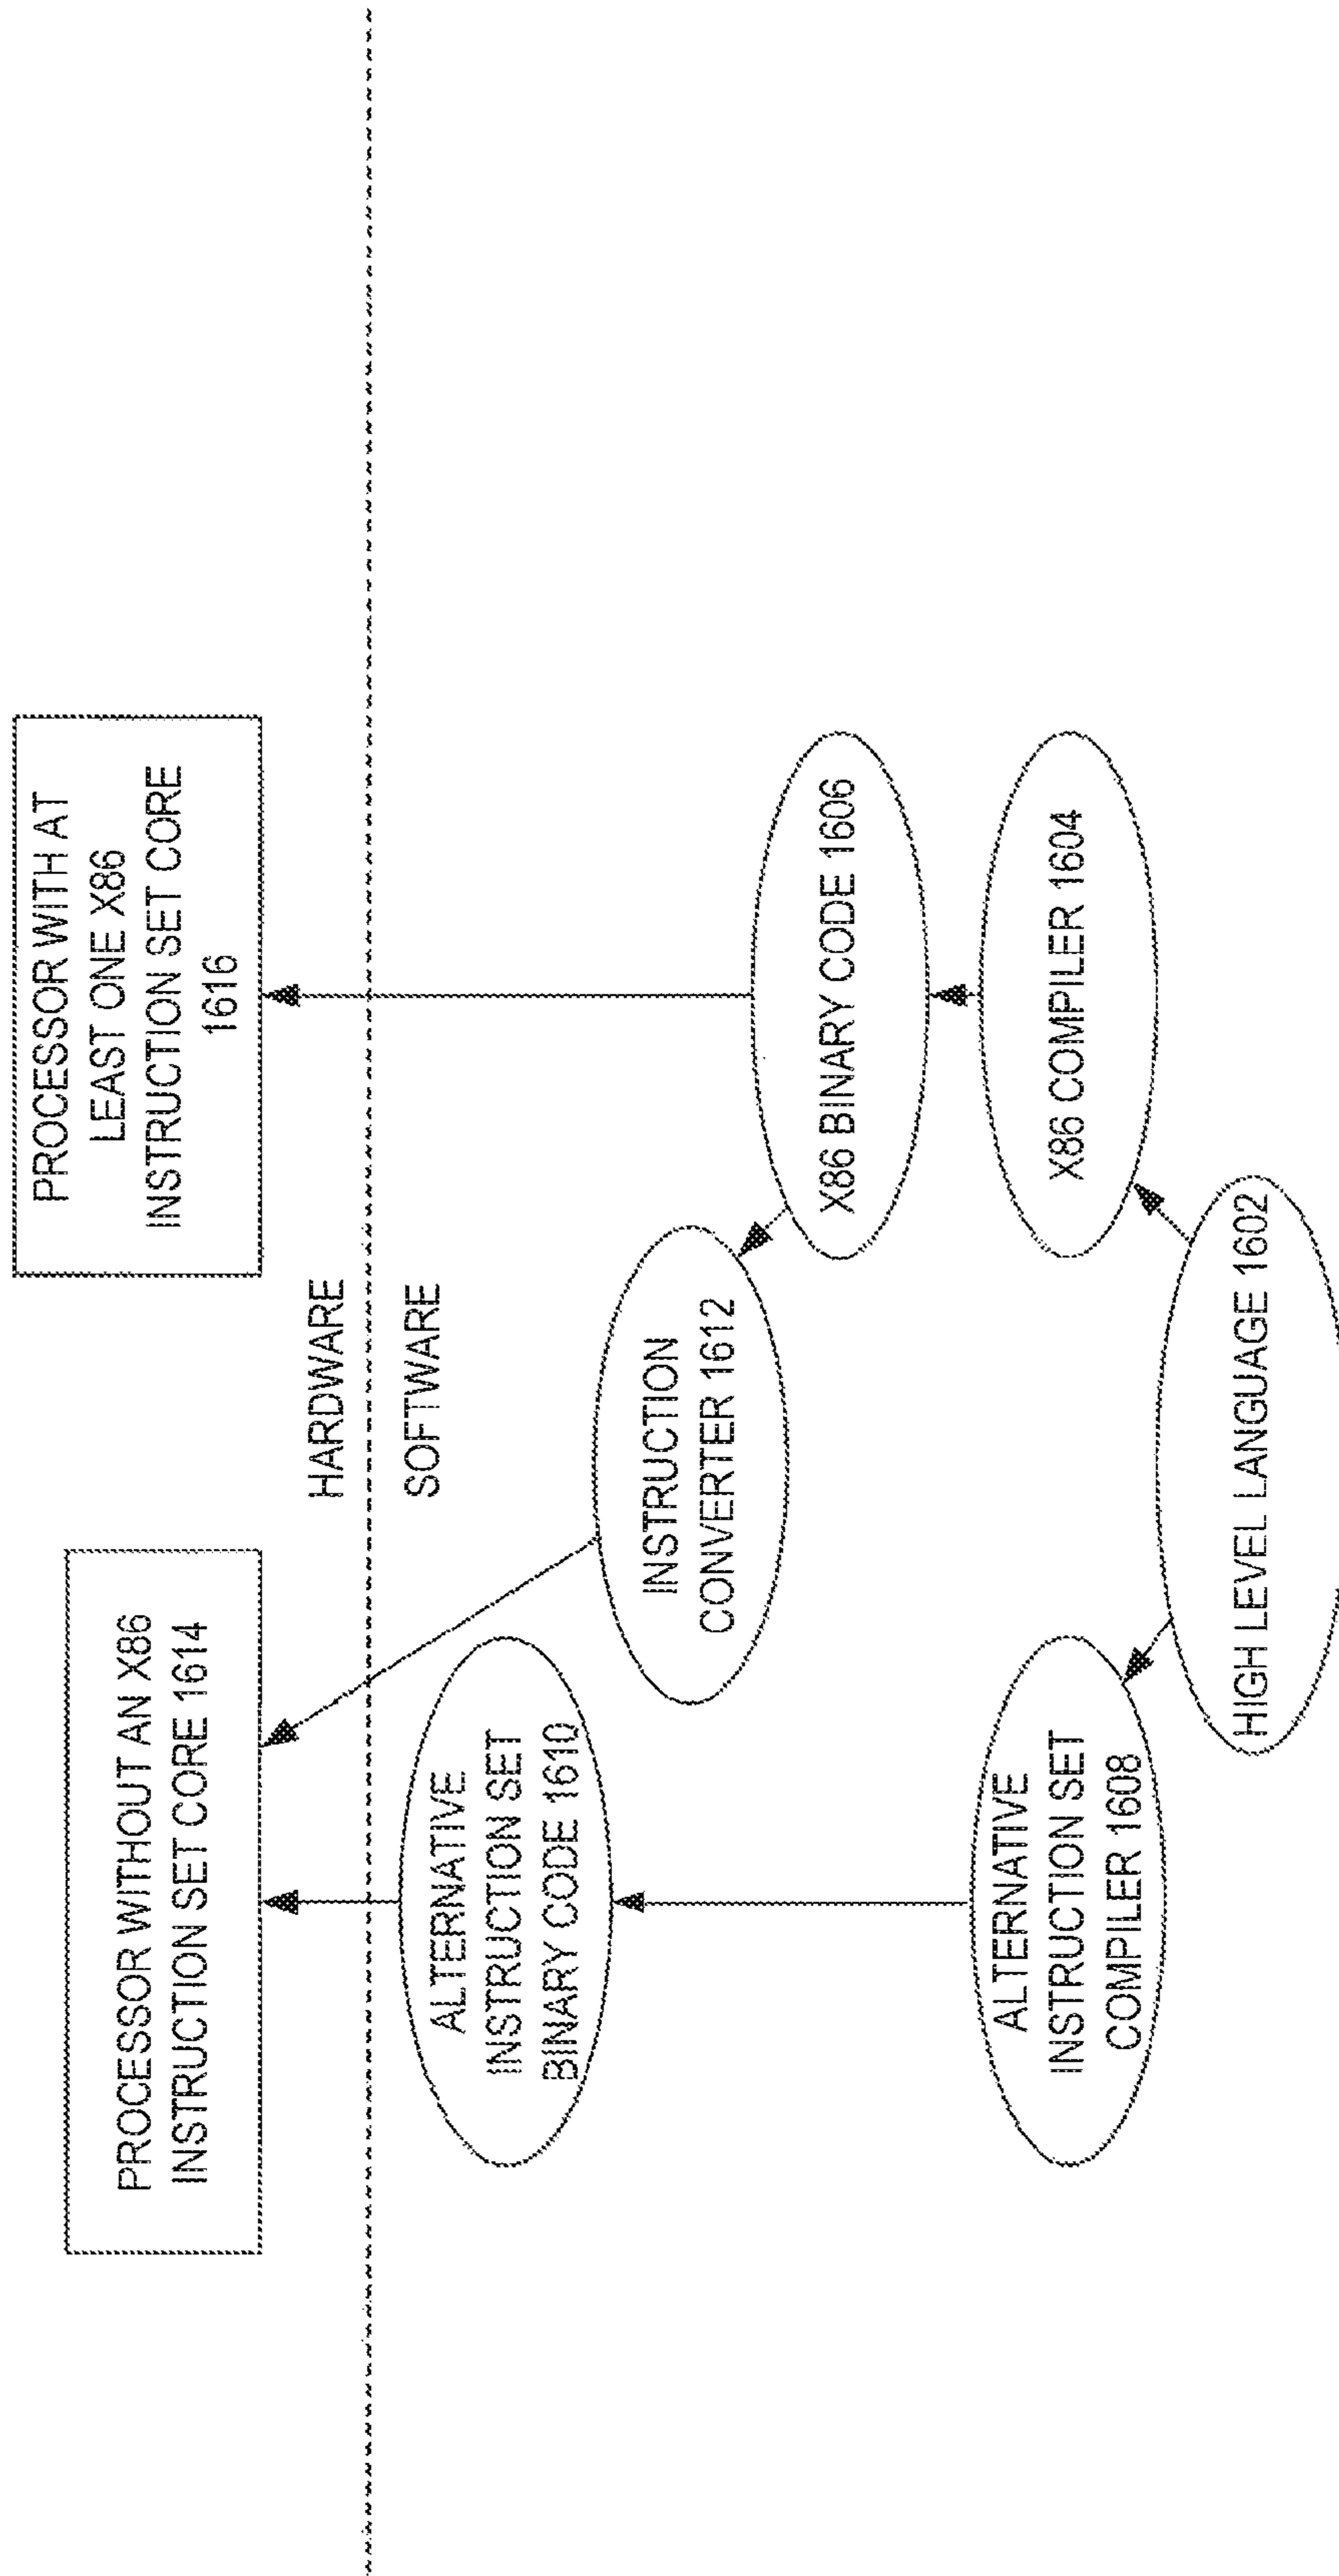 PROCESSOR WITHOUT AN X86
INSTRUCTION SET CORE 1614
PROCESSOR WITH AT
LEAST ONE X86
INSTRUCTION SET CORE
1616
HARDWARE
SOFTWARE
ALTERNATIVE
INSTRUCTION SET
BINARY CODE 1610
INSTRUCTION
CONVERTER 1612
X86 BINARY CODE 1606
ALTERNATIVE
INSTRUCTION SET
COMPILER 1608
X86 COMPILER 1604
HIGH LEVEL LANGUAGE 1602